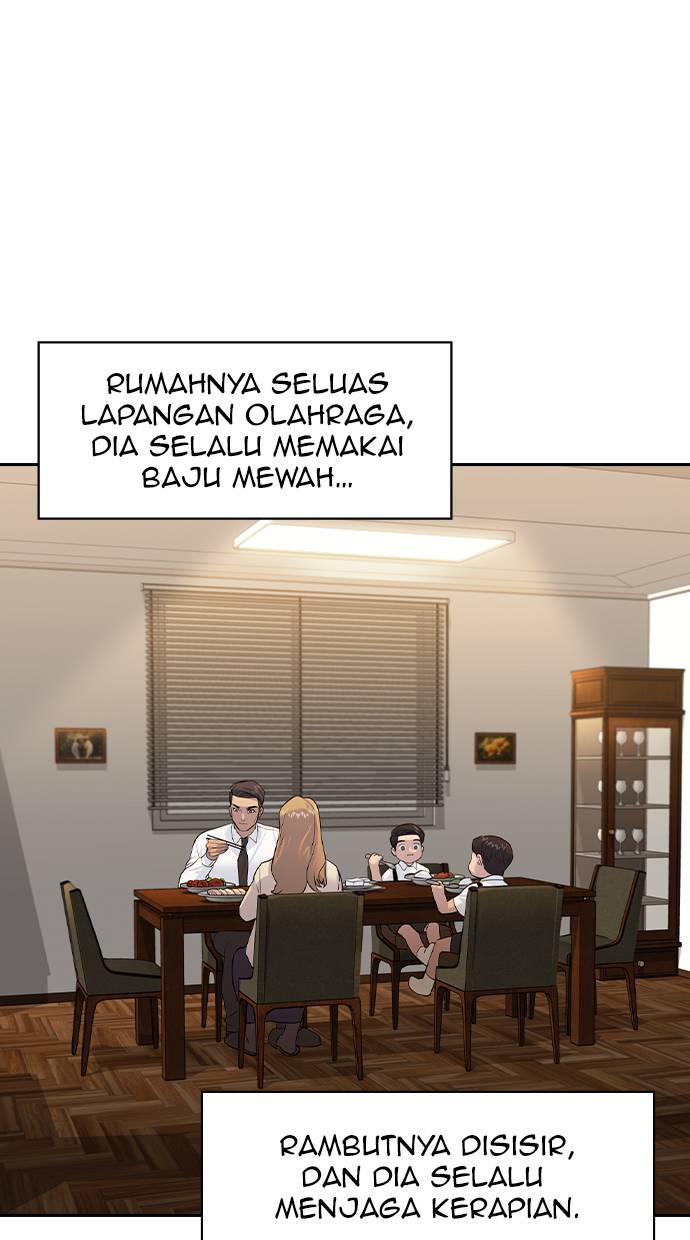 RUMAHNYA SELUAS
LAPANGAN OLAHRAGA,
DIA SELALU MEMAKAI
BAJU MEWAH...
RAMBUTNYA DISISIR,
DAN DIA SELALU
MENJAGA KERAPIAN.